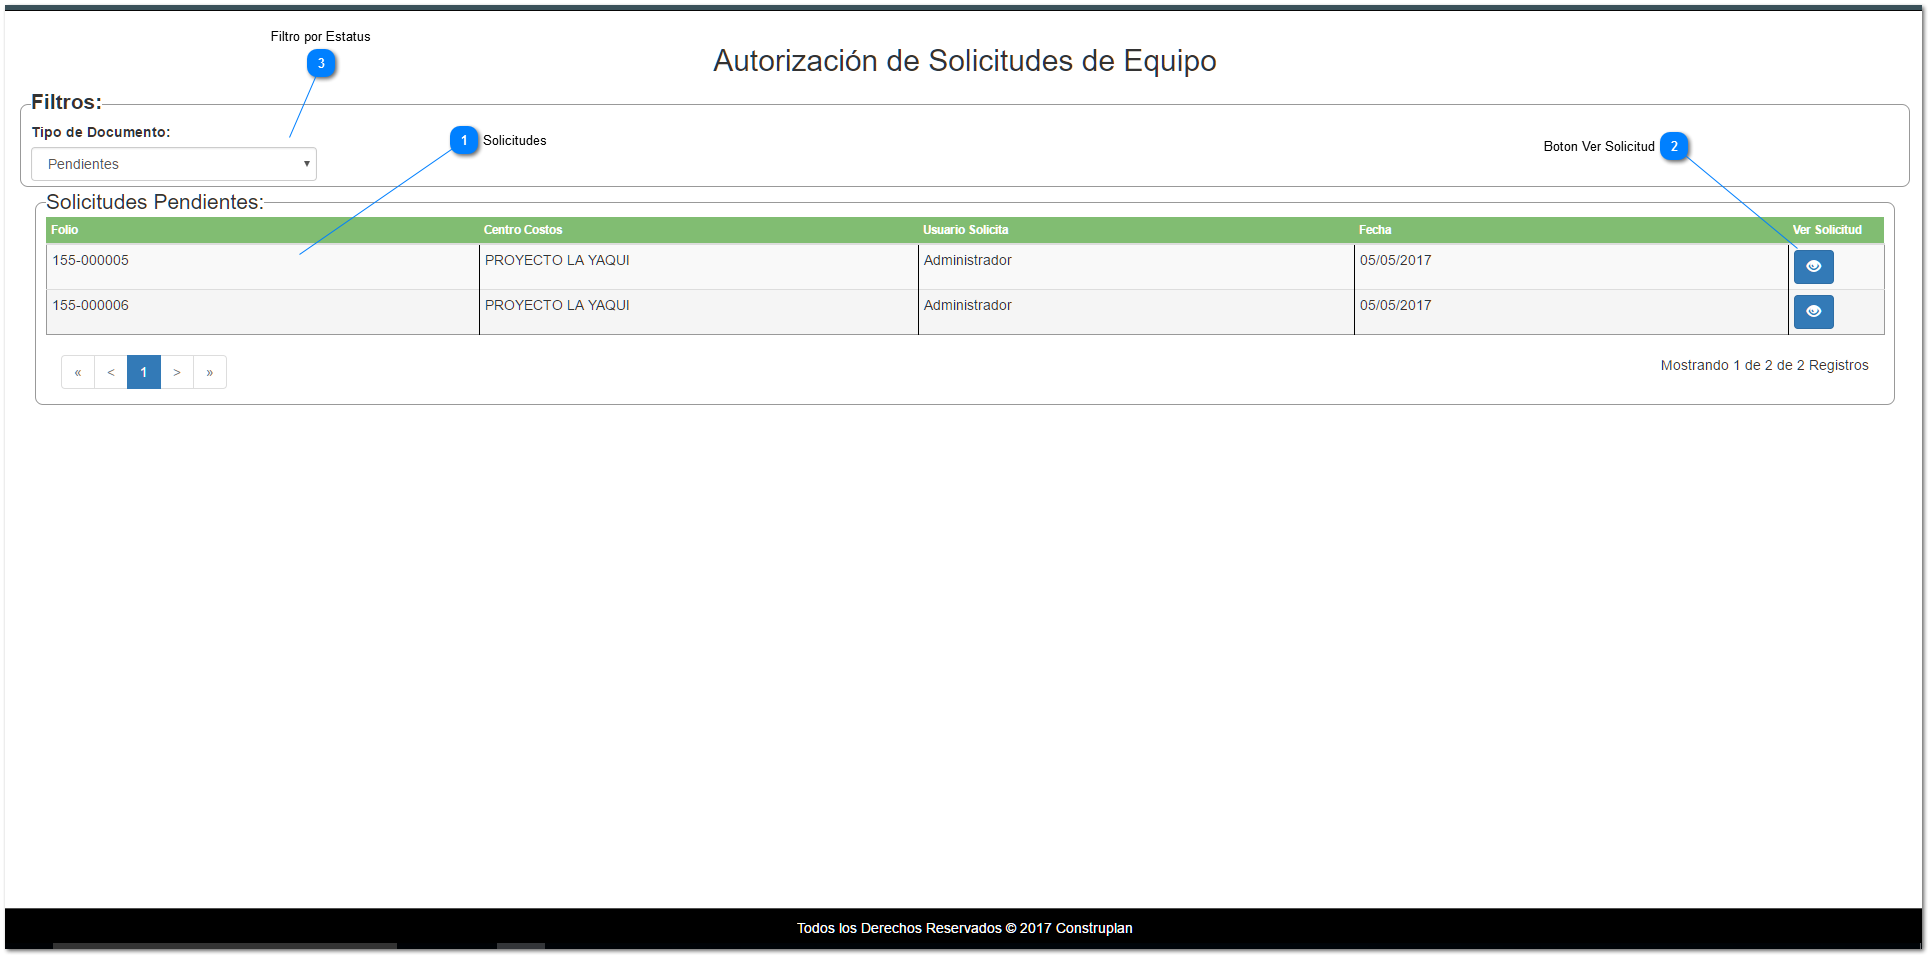 Filtro por Estatus
3
Autorización de Solicitudes de Equipo
Filtros:
Tipo de Documento:
1 Solicitudes
Boton Ver Solicitud 2
Pendientes
Solicitudes Pendientes:
Folio Centro Costos Usuario Solicita Fecha Ver Solicitud
155-000005 PROYECTO LA YAQUI Administrador 05/05/2017
155-000006 PROYECTO LA YAQUI Administrador 05/05/2017
« < 1 > »
Mostrando 1 de 2 de 2 Registros
Todos los Derechos Reservados © 2017 Construplan